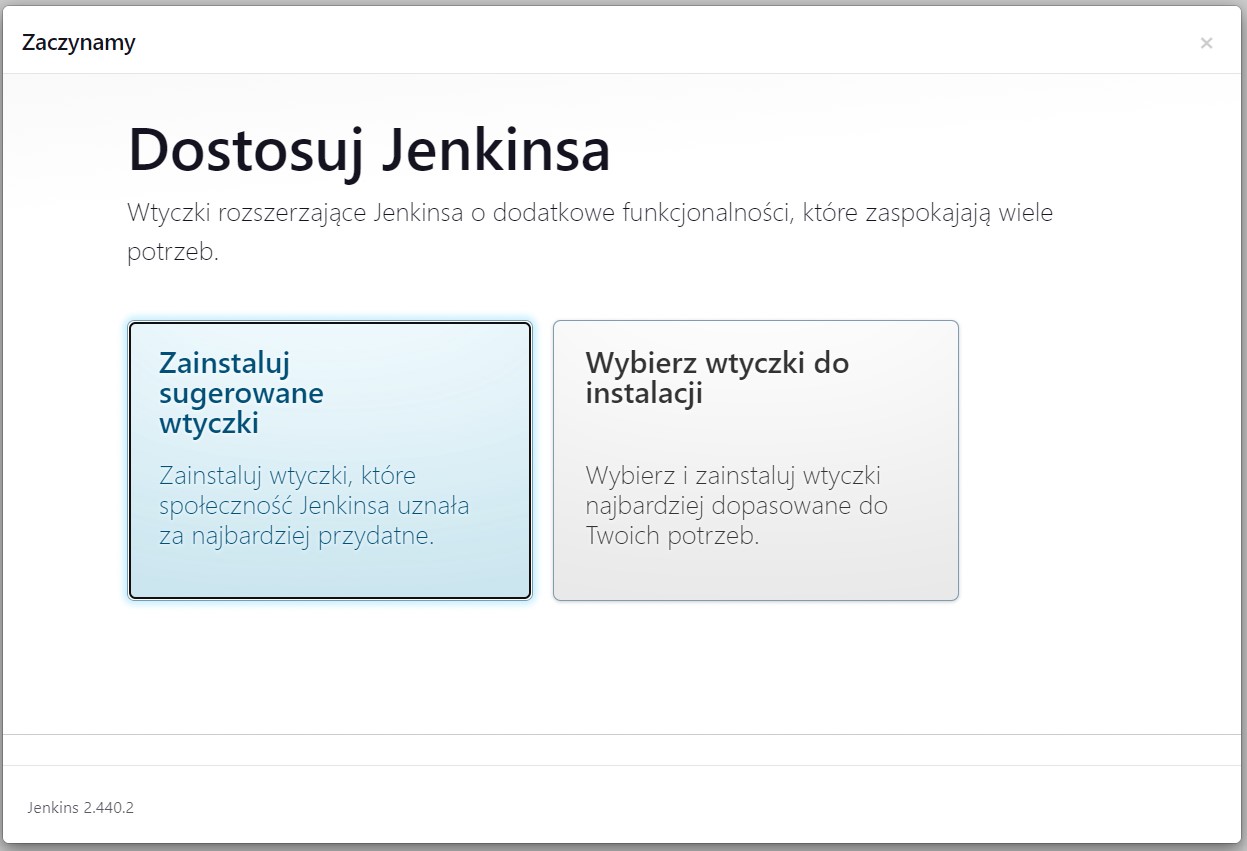 Zaczynamy
×
Dostosuj Jenkinsa
Wtyczki rozszerzające Jenkinsa o dodatkowe funkcjonalności, które zaspokajają wiele
potrzeb.
Zainstaluj
sugerowane
wtyczki
Zainstaluj wtyczki, które
społeczność Jenkinsa uznała
za najbardziej przydatne.
Wybierz wtyczki do
instalacji
Wybierz i zainstaluj wtyczki
najbardziej dopasowane do
Twoich potrzeb.
Jenkins 2.440.2